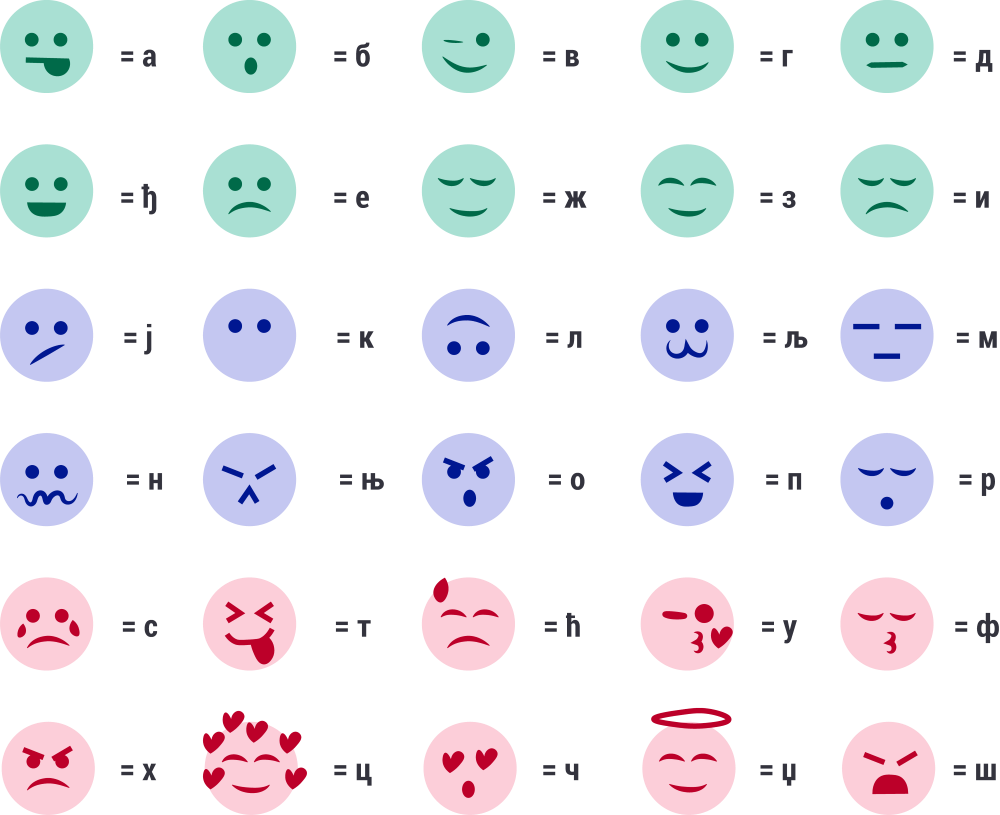 = а = б = в = г = д
= ђ = е = ж = з = и
= ј = к = л = љ = м
= н = њ = о = п = р
= с = т = ћ = у = ф
= х = ц = ч = џ = ш